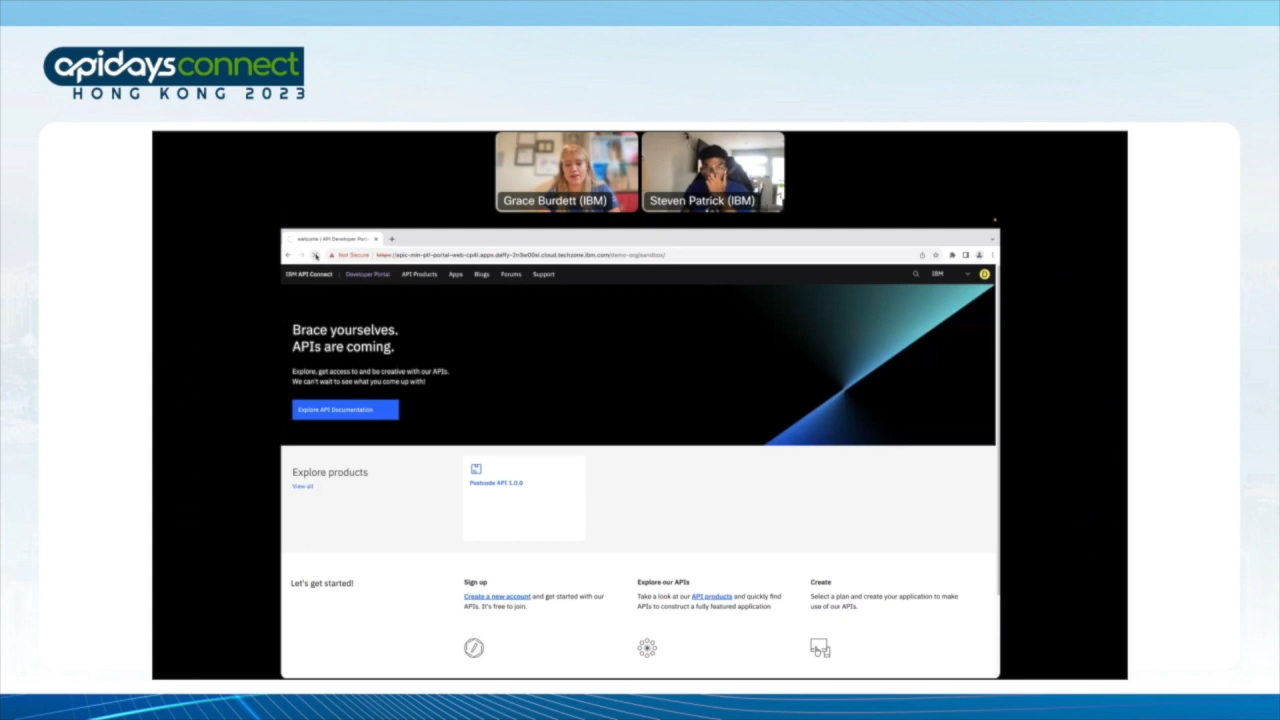 apidays connect
HONG KONG 2023
Grace Burdett (IBM)
Steven Patrick (IBM)
welcome | API Developer Port
Not Secure
IBM API Connect | Developer Portal API Products Apps Blogs Forums Support IBM
Brace yourselves.
APIs are coming.
Explore, get access to and be creative with our APIs.
We can't wait to see what you come up with!
Explore API Documentation
Explore products
View all
Postcode API 1.0.0
Let's get started!
Sign up
Create a new account and get started with our
APIs. It's free to join.
Explore our APIs
Take a look at our API products and quickly find
APIs to construct a fully featured application
Create
Select a plan and create your application to make
use of our APIs.